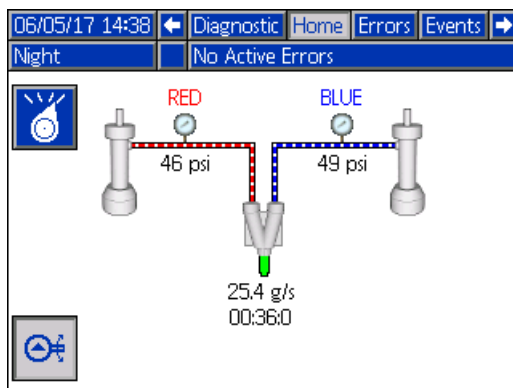 06/05/17 14:38 Diagnostic Home Errors Events
Night No Active Errors
RED BLUE
46 psi 49 psi
25.4 g/s
00:36:0